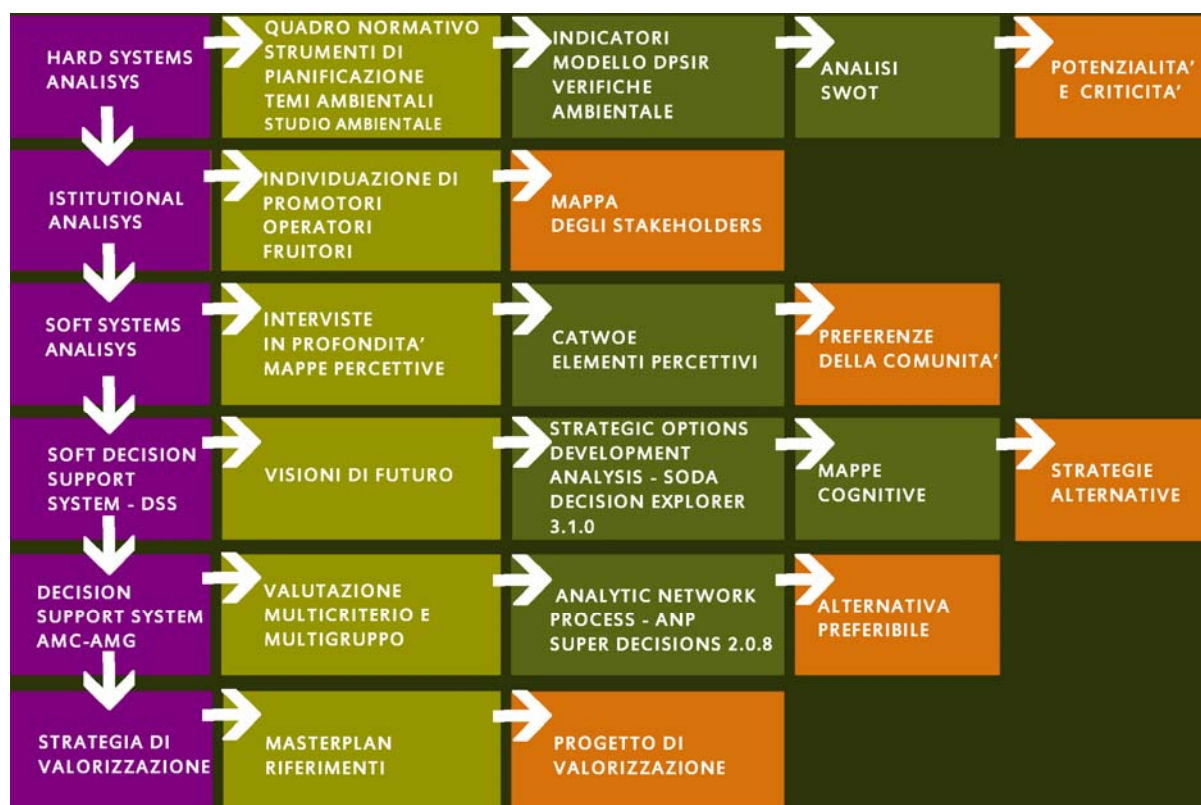 HARD SYSTEMS
ANALISYS
QUADRO NORMATIVO
STRUMENTI DI
PIANIFICAZIONE
TEMI AMBIENTALI
STUDIO AMBIENTALE
INDICATORI
MODELLO DPSIR
VERIFICHE
AMBIENTALE
ANALISI
SWOT
POTENZIALITA’
E CRITICITA’
ISTITUTIONAL
ANALISYS
INDIVIDUAZIONE DI
PROMOTORI
OPERATORI
FRUITORI
MAPPA
DEGLI STAKEHOLDERS
SOFT SYSTEMS
ANALISYS
INTERVISTE
IN PROFONDITA’
MAPPE PERCETTIVE
CATWOE
ELEMENTI PERCETTIVI
PREFERENZE
DELLA COMUNITA’
SOFT DECISION
SUPPORT
SYSTEM - DSS
VISIONI DI FUTURO
STRATEGIC OPTIONS
DEVELOPMENT
ANALYSIS - SODA
DECISION EXPLORER
3.1.0
MAPPE
COGNITIVE
STRATEGIE
ALTERNATIVE
DECISION
SUPPORT SYSTEM
AMC-AMG
VALUTAZIONE
MULTICRITERIO E
MULTIGRUPPO
ANALYTIC NETWORK
PROCESS - ANP
SUPER DECISIONS 2.0.8
ALTERNATIVA
PREFERIBILE
STRATEGIA DI
VALORIZZAZIONE
MASTERPLAN
RIFERIMENTI
PROGETTO DI
VALORIZZAZIONE